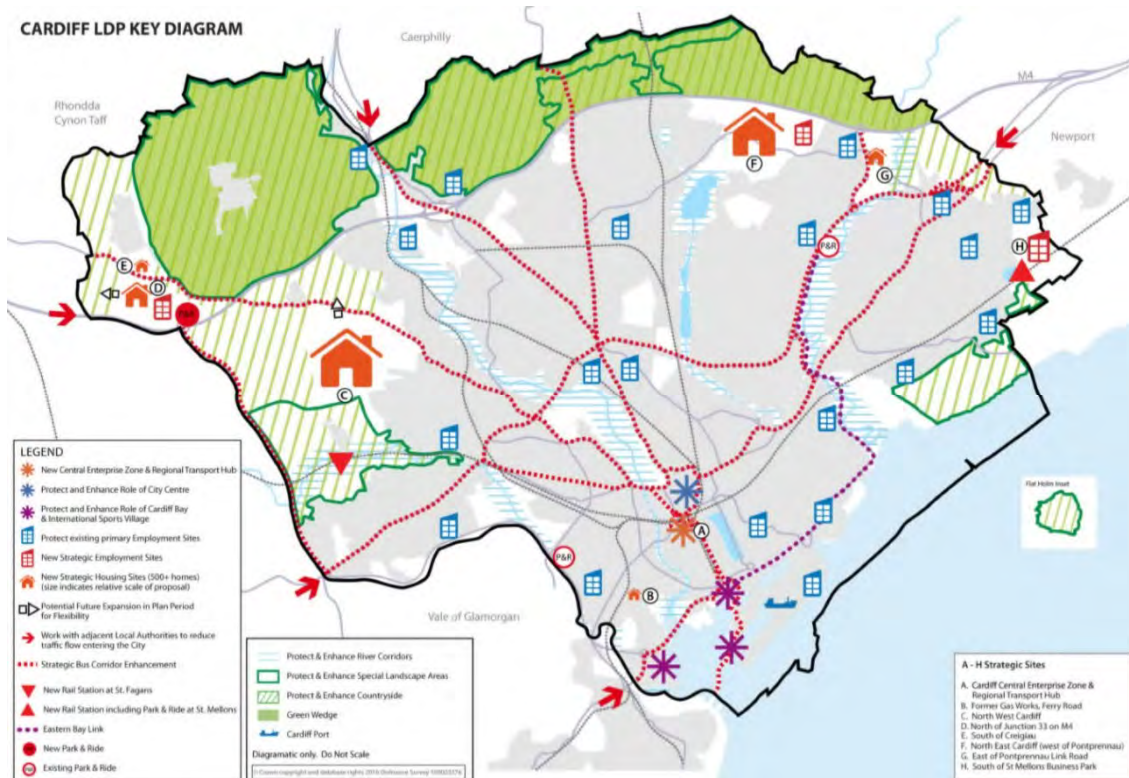 CARDIFF LDP KEY DIAGRAM
Caerphilly
Rhondda
Cynon Taff
M4
Newport
F
G
E
D
H
P&R
P&R
C
A
B
P&R
Vale of Glamorgan
Flat Holm Inset
LEGEND
New Central Enterprise Zone & Regional Transport Hub
Protect and Enhance Role of City Centre
Protect and Enhance Role of Cardiff Bay
& International Sports Village
Protect existing primary Employment Sites
New Strategic Employment Sites
New Strategic Housing Sites (500+ homes)
(size indicates relative scale of proposal)
Potential Future Expansion in Plan Period
for Flexibility
Work with adjacent Local Authorities to reduce
traffic flow entering the City
Strategic Bus Corridor Enhancement
New Rail Station at St. Fagans
New Rail Station including Park & Ride at St. Mellons
Eastern Bay Link
P&R New Park & Ride
P&R Existing Park & Ride
Protect & Enhance River Corridors
Protect & Enhance Special Landscape Areas
Protect & Enhance Countryside
Green Wedge
Cardiff Port
Diagramatic only. Do Not Scale
© Crown copyright and database rights 2016 Ordnance Survey
A - H Strategic Sites
A. Cardiff Central Enterprise Zone &
Regional Transport Hub
B. Former Gas Works, Ferry Road
C. North West Cardiff
D. North of Junction 33 on M4
E. South of Creigiau
F. North East Cardiff (west of Pontprennau)
G. East of Pontprennau Link Road
H. South of St Mellons Business Park